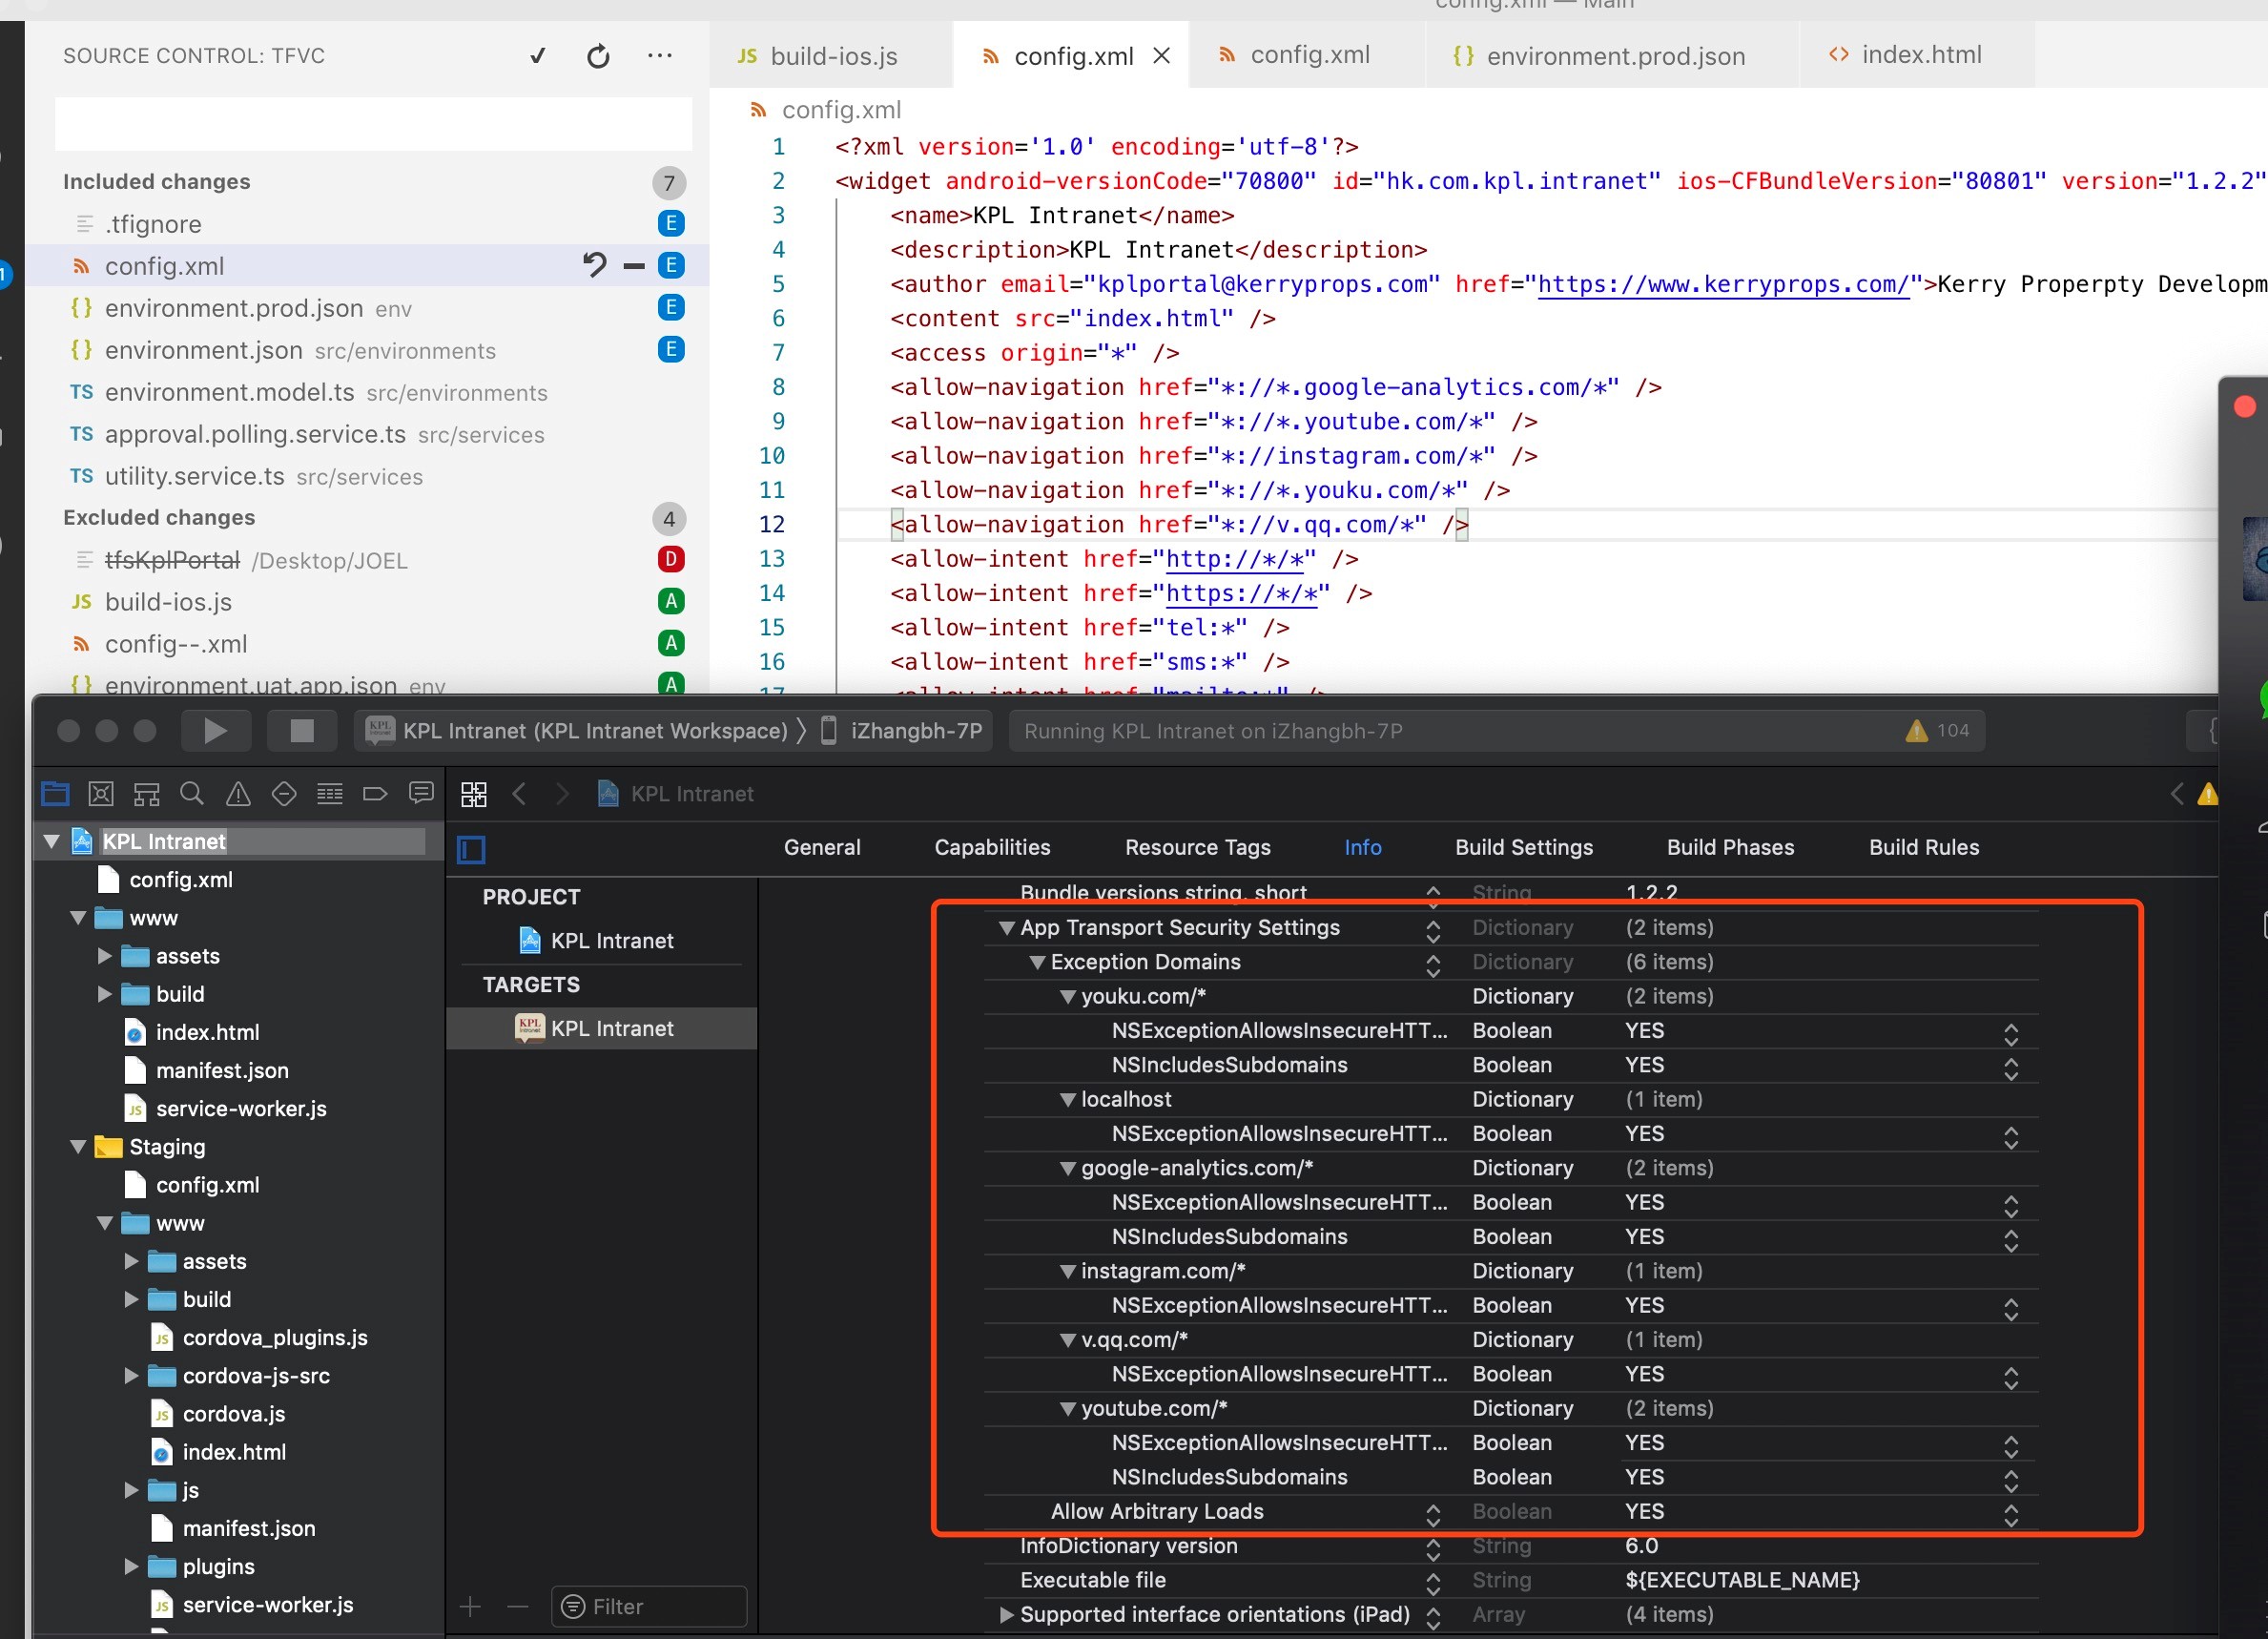 config.xml — Main
SOURCE CONTROL: TFVC
JS build-ios.js
config.xml
config.xml
{} environment.prod.json
<> index.html
config.xml
Included changes 7
.tfignore E
config.xml E
{} environment.prod.json env E
{} environment.json src/environments E
TS environment.model.ts src/environments
TS approval.polling.service.ts src/services
TS utility.service.ts src/services
Excluded changes 4
tfsKplPortal /Desktop/JOEL D
JS build-ios.js A
config--.xml A
{} environment.uat.app.json env A
1 <?xml version='1.0' encoding='utf-8'?>
2 <widget android-versionCode="70800" id="hk.com.kpl.intranet" ios-CFBundleVersion="80801" version="1.2.2"
3 <name>KPL Intranet</name>
4 <description>KPL Intranet</description>
5 <author email="kplportal@kerryprops.com" href="https://www.kerryprops.com/">Kerry Properpty Developm
6 <content src="index.html" />
7 <access origin="*" />
8 <allow-navigation href="*://*.google-analytics.com/*" />
9 <allow-navigation href="*://*.youtube.com/*" />
10 <allow-navigation href="*://instagram.com/*" />
11 <allow-navigation href="*://*.youku.com/*" />
12 <allow-navigation href="*://v.qq.com/*" />
13 <allow-intent href="http://*/*" />
14 <allow-intent href="https://*/*" />
15 <allow-intent href="tel:*" />
16 <allow-intent href="sms:*" />
17 <allow-intent href="mailto:*" />
KPL Intranet (KPL Intranet Workspace) 〉 iZhangbh-7P
Running KPL Intranet on iZhangbh-7P
104
KPL Intranet
General Capabilities Resource Tags Info Build Settings Build Phases Build Rules
KPL Intranet
config.xml
www
assets
build
index.html
manifest.json
JS service-worker.js
Staging
config.xml
www
assets
build
JS cordova_plugins.js
cordova-js-src
JS cordova.js
index.html
js
manifest.json
plugins
JS service-worker.js
PROJECT
KPL Intranet
TARGETS
KPL Intranet
Filter
Bundle versions string, short String 1.2.2
App Transport Security Settings Dictionary (2 items)
Exception Domains Dictionary (6 items)
youku.com/* Dictionary (2 items)
NSExceptionAllowsInsecureHTT... Boolean YES
NSIncludesSubdomains Boolean YES
localhost Dictionary (1 item)
NSExceptionAllowsInsecureHTT... Boolean YES
google-analytics.com/* Dictionary (2 items)
NSExceptionAllowsInsecureHTT... Boolean YES
NSIncludesSubdomains Boolean YES
instagram.com/* Dictionary (1 item)
NSExceptionAllowsInsecureHTT... Boolean YES
v.qq.com/* Dictionary (1 item)
NSExceptionAllowsInsecureHTT... Boolean YES
youtube.com/* Dictionary (2 items)
NSExceptionAllowsInsecureHTT... Boolean YES
NSIncludesSubdomains Boolean YES
Allow Arbitrary Loads Boolean YES
InfoDictionary version String 6.0
Executable file String ${EXECUTABLE_NAME}
Supported interface orientations (iPad) Array (4 items)